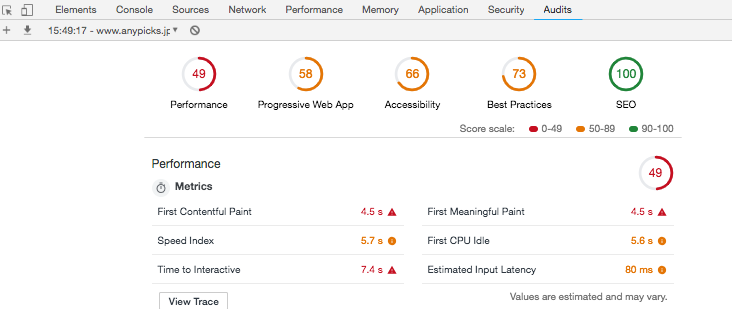 Elements Console Sources Network Performance Memory Application Security Audits
15:49:17 - www.anypicks.jp
49 58 66 73 100
Performance Progressive Web App Accessibility Best Practices SEO
Score scale: 0-49 50-89 90-100
Performance
49
Metrics
First Contentful Paint 4.5 s First Meaningful Paint 4.5 s
Speed Index 5.7 s First CPU Idle 5.6 s
Time to Interactive 7.4 s Estimated Input Latency 80 ms
View Trace Values are estimated and may vary.